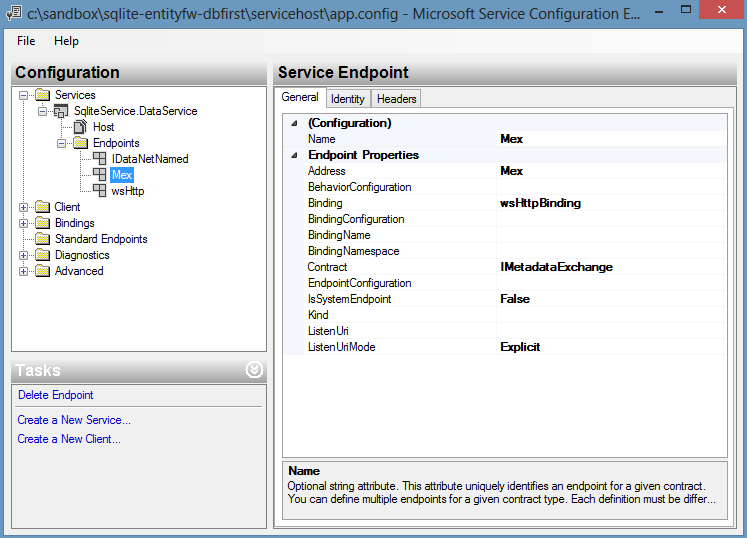 c:\sandbox\sqlite-entityfw-dbfirst\servicehost\app.config - Microsoft Service Configuration E...
File Help
Configuration
Services
SqliteService.DataService
Host
Endpoints
IDataNetNamed
Mex
wsHttp
Client
Bindings
Standard Endpoints
Diagnostics
Advanced
Tasks
Delete Endpoint
Create a New Service...
Create a New Client...
Service Endpoint
General Identity Headers
(Configuration)
Name Mex
Endpoint Properties
Address Mex
BehaviorConfiguration
Binding wsHttpBinding
BindingConfiguration
BindingName
BindingNamespace
Contract IMetadataExchange
EndpointConfiguration
IsSystemEndpoint False
Kind
ListenUri
ListenUriMode Explicit
Name
Optional string attribute. This attribute uniquely identifies an endpoint for a given contract.
You can define multiple endpoints for a given contract type. Each definition must be differ...